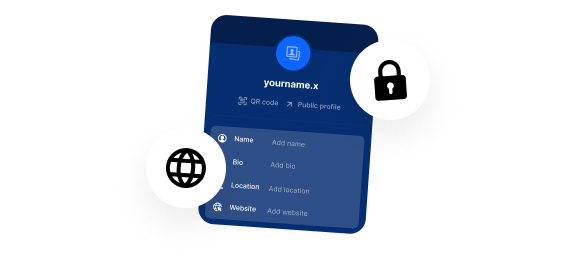 yourname.x
QR code Public profile
Name Add name
Bio Add bio
Location Add location
Website Add website